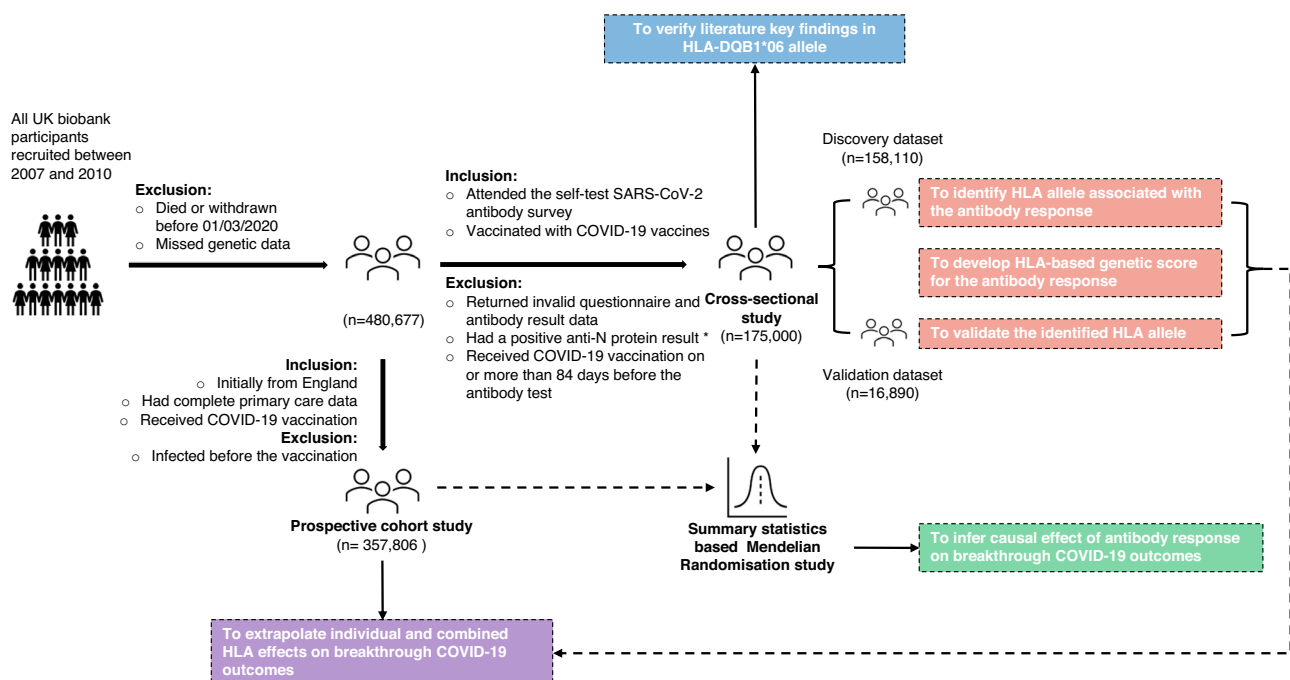 To verify literature key findings in
HLA-DQB1*06 allele
All UK biobank
participants
recruited between
2007 and 2010
Exclusion:
○ Died or withdrawn
before 01/03/2020
○ Missed genetic data
(n=480,677)
Inclusion:
○ Attended the self-test SARS-CoV-2
antibody survey
○ Vaccinated with COVID-19 vaccines
Exclusion:
○ Returned invalid questionnaire and
antibody result data
○ Had a positive anti-N protein result *
○ Received COVID-19 vaccination on
or more than 84 days before the
antibody test
Cross-sectional
study
(n=175,000)
Discovery dataset
(n=158,110)
To identify HLA allele associated with
the antibody response
To develop HLA-based genetic score
for the antibody response
To validate the identified HLA allele
Validation dataset
(n=16,890)
Inclusion:
○ Initially from England
○ Had complete primary care data
○ Received COVID-19 vaccination
Exclusion:
○ Infected before the vaccination
Prospective cohort study
(n= 357,806 )
Summary statistics
based Mendelian
Randomisation study
To infer causal effect of antibody response
on breakthrough COVID-19 outcomes
To extrapolate individual and combined
HLA effects on breakthrough COVID-19
outcomes